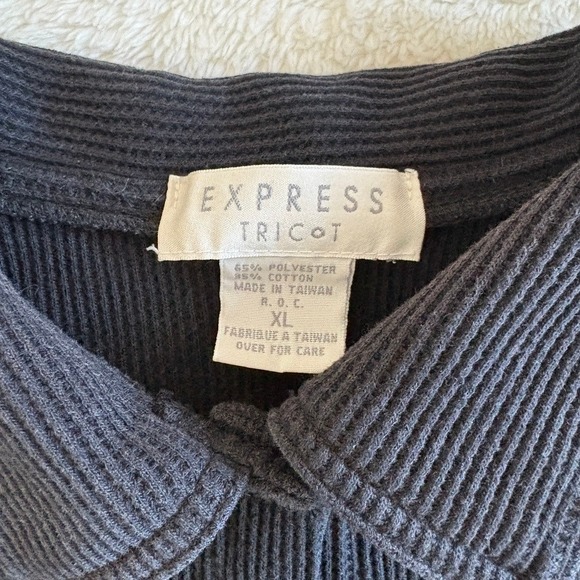 EXPRESS
TRICOT
65% POLYESTER
35% COTTON
MADE IN TAIWAN
R. O. C.
XL
FABRIQUE A TAIWAN
OVER FOR CARE